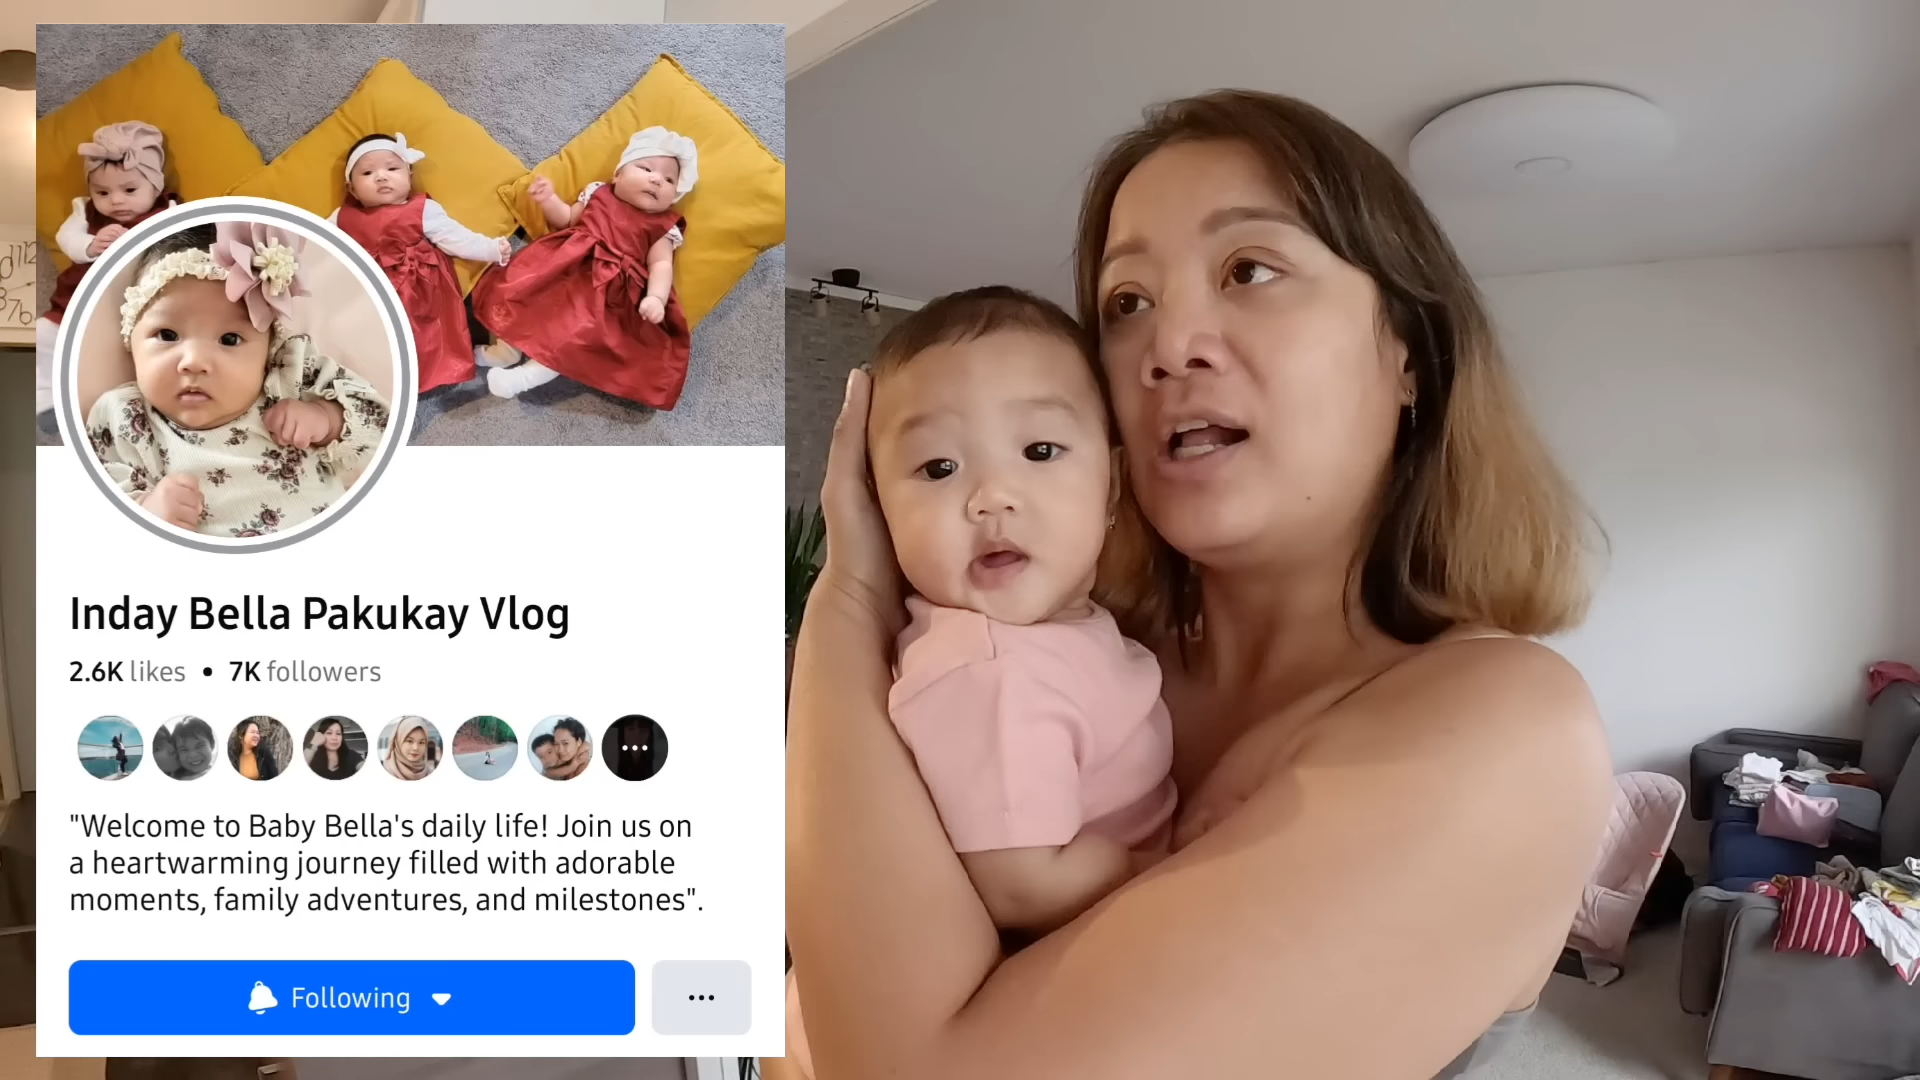 Inday Bella Pakukay Vlog
2.6K likes • 7K followers
"Welcome to Baby Bella's daily life! Join us on
a heartwarming journey filled with adorable
moments, family adventures, and milestones".
Following